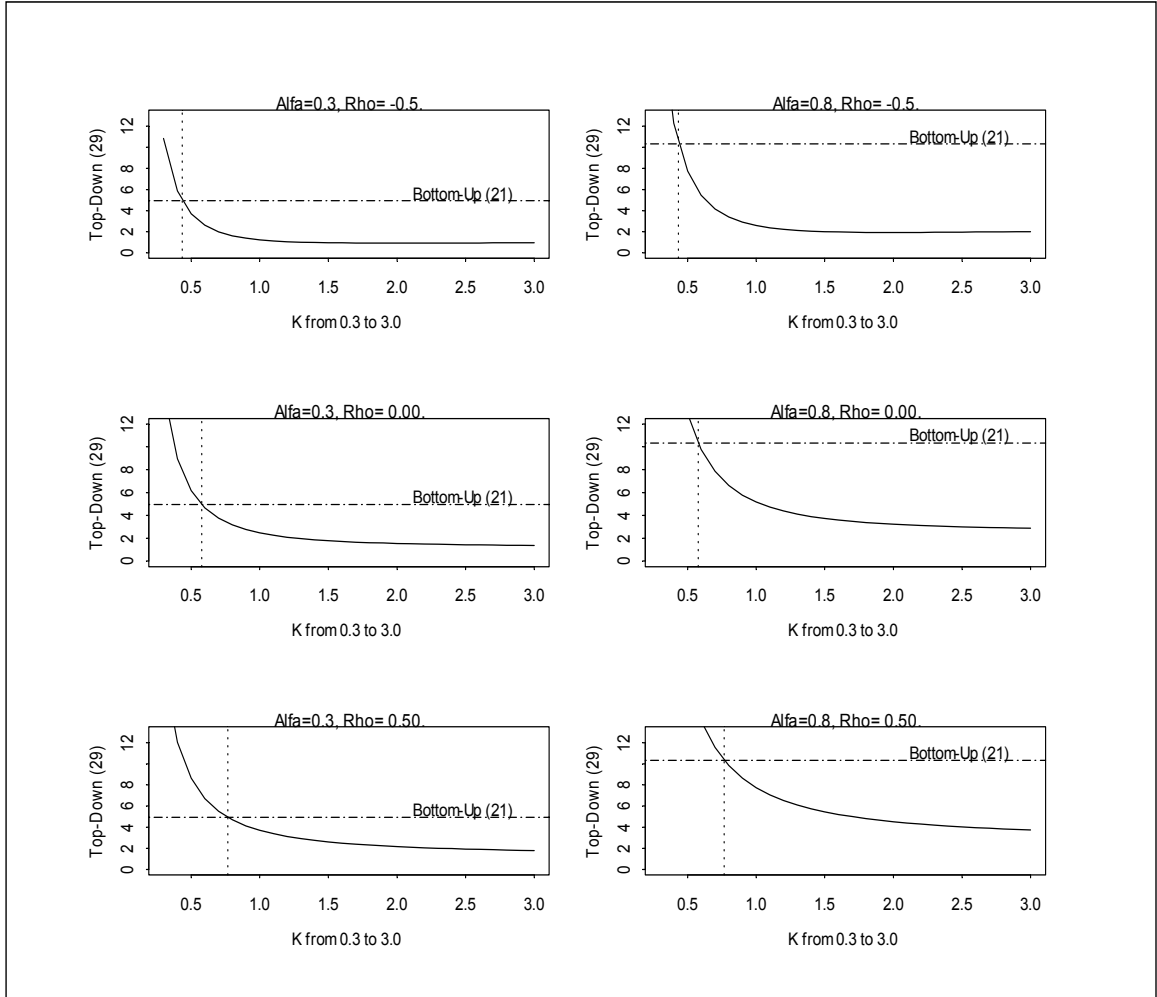 Alfa=0.3, Rho= -0.5.
Top-Down (29)
0 2 4 6 8 12
Bottom-Up (21)
0.5 1.0 1.5 2.0 2.5 3.0
K from 0.3 to 3.0
Alfa=0.8, Rho= -0.5.
Top-Down (29)
0 2 4 6 8 12
Bottom-Up (21)
0.5 1.0 1.5 2.0 2.5 3.0
K from 0.3 to 3.0
Alfa=0.3, Rho= 0.00.
Top-Down (29)
0 2 4 6 8 12
Bottom-Up (21)
0.5 1.0 1.5 2.0 2.5 3.0
K from 0.3 to 3.0
Alfa=0.8, Rho= 0.00.
Top-Down (29)
0 2 4 6 8 12
Bottom-Up (21)
0.5 1.0 1.5 2.0 2.5 3.0
K from 0.3 to 3.0
Alfa=0.3, Rho= 0.50.
Top-Down (29)
0 2 4 6 8 12
Bottom-Up (21)
0.5 1.0 1.5 2.0 2.5 3.0
K from 0.3 to 3.0
Alfa=0.8, Rho= 0.50.
Top-Down (29)
0 2 4 6 8 12
Bottom-Up (21)
0.5 1.0 1.5 2.0 2.5 3.0
K from 0.3 to 3.0